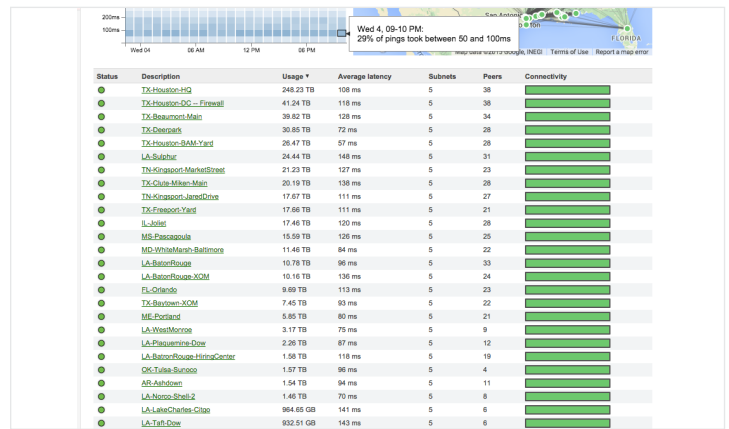 200ms
100ms
Wed 04 06 AM 12 PM 06 PM
Wed 4, 09-10 PM:
29% of pings took between 50 and 100ms
San Antonio
FLORIDA
Map data ©2015 Google, INEGI Terms of Use Report a map error
Status Description Usage ▼ Average latency Subnets Peers Connectivity
TX-Houston-HQ 248.23 TB 108 ms 5 38
TX-Houston-DC -- Firewall 41.24 TB 118 ms 5 38
TX-Beaumont-Main 39.82 TB 128 ms 5 34
TX-Deerpark 30.85 TB 72 ms 5 28
TX-Houston-BAM-Yard 26.47 TB 57 ms 5 28
LA-Sulphur 24.44 TB 148 ms 5 31
TN-Kingsport-MarketStreet 21.23 TB 127 ms 5 23
TX-Clute-Miken-Main 20.19 TB 138 ms 5 28
TN-Kingsport-JaredDrive 17.67 TB 111 ms 5 27
TX-Freeport-Yard 17.66 TB 111 ms 5 21
IL-Joliet 17.46 TB 120 ms 5 28
MS-Pascagoula 15.59 TB 126 ms 5 25
MD-WhiteMarsh-Baltimore 11.46 TB 84 ms 5 22
LA-BatonRouge 10.78 TB 96 ms 5 33
LA-BatonRouge-XOM 10.16 TB 136 ms 5 24
FL-Orlando 9.69 TB 113 ms 5 23
TX-Baytown-XOM 7.45 TB 93 ms 5 22
ME-Portland 5.85 TB 80 ms 5 21
LA-WestMonroe 3.17 TB 75 ms 5 9
LA-Plaquemine-Dow 2.26 TB 87 ms 5 12
LA-BatronRouge-HiringCenter 1.58 TB 118 ms 5 19
OK-Tulsa-Sunoco 1.57 TB 96 ms 5 4
AR-Ashdown 1.54 TB 94 ms 5 11
LA-Norco-Shell-2 1.46 TB 70 ms 5 8
LA-LakeCharles-Citgo 964.65 GB 141 ms 5 6
LA-Taft-Dow 932.51 GB 143 ms 5 6